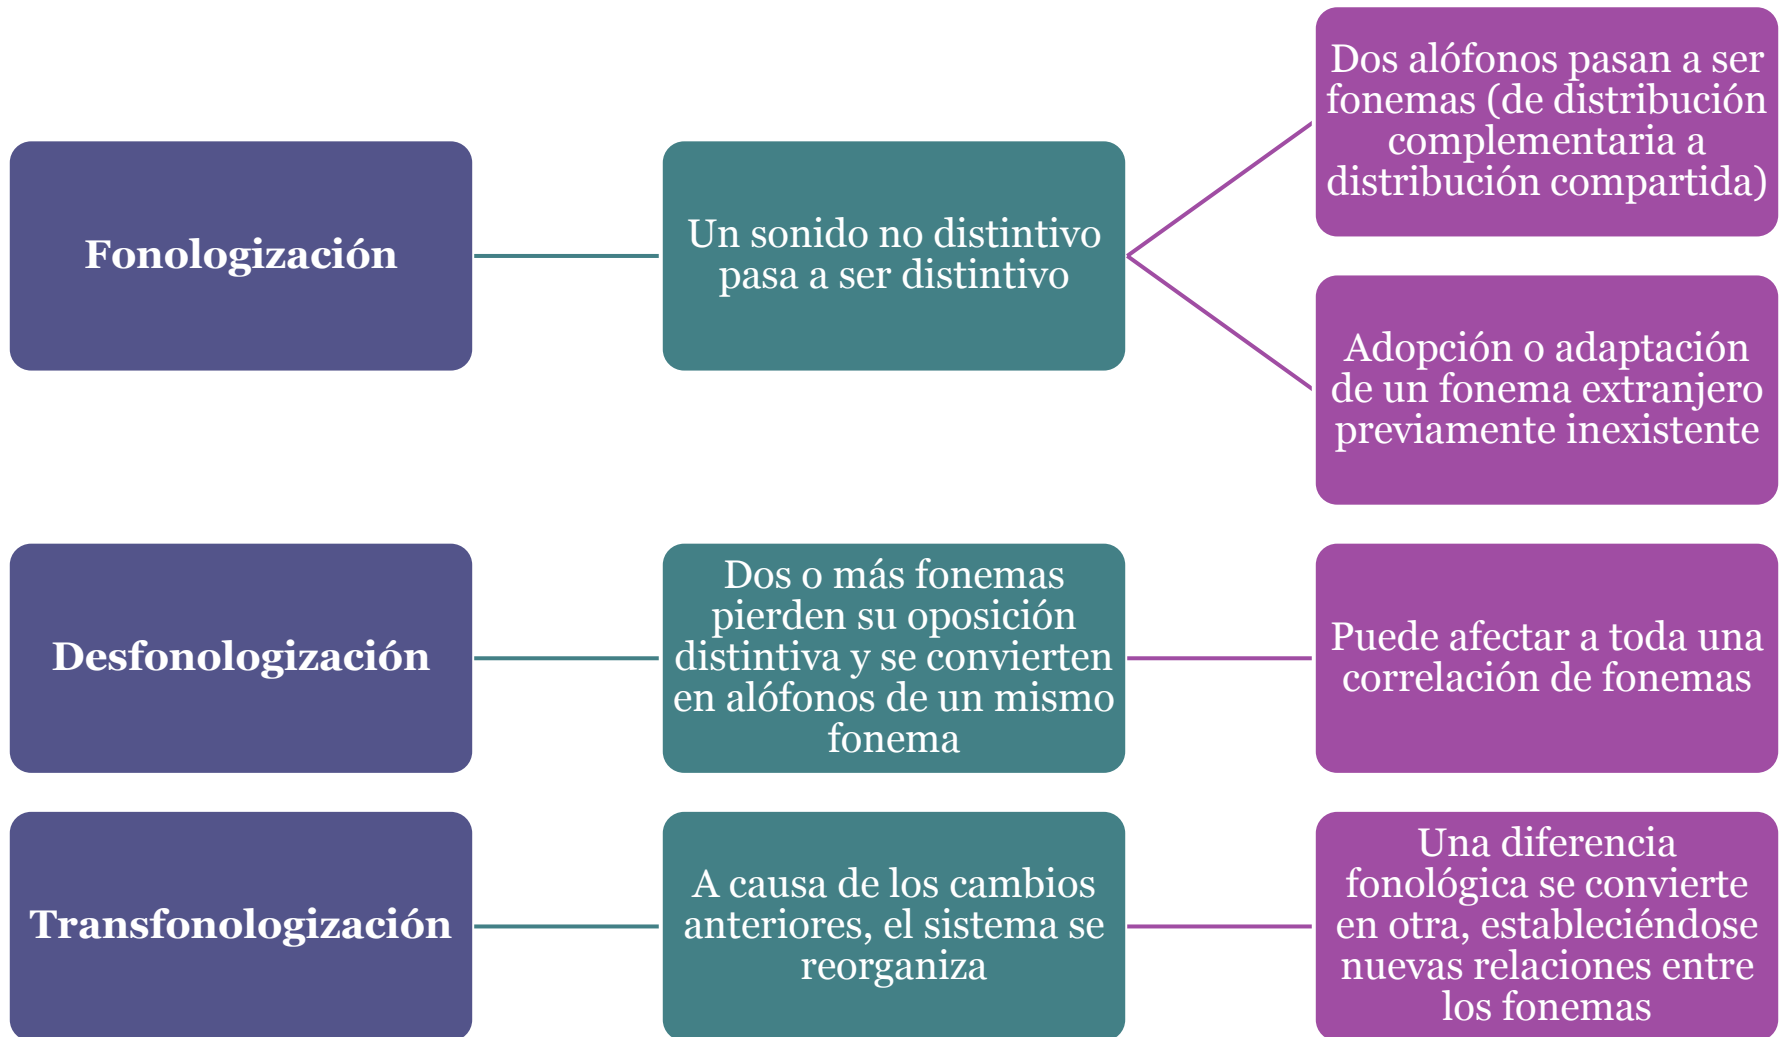 Fonologización
Un sonido no distintivo
pasa a ser distintivo
Dos alófonos pasan a ser
fonemas (de distribución
complementaria a
distribución compartida)
Adopción o adaptación
de un fonema extranjero
previamente inexistente
Desfonologización
Dos o más fonemas
pierden su oposición
distintiva y se convierten
en alófonos de un mismo
fonema
Puede afectar a toda una
correlación de fonemas
Transfonologización
A causa de los cambios
anteriores, el sistema se
reorganiza
Una diferencia
fonológica se convierte
en otra, estableciéndose
nuevas relaciones entre
los fonemas